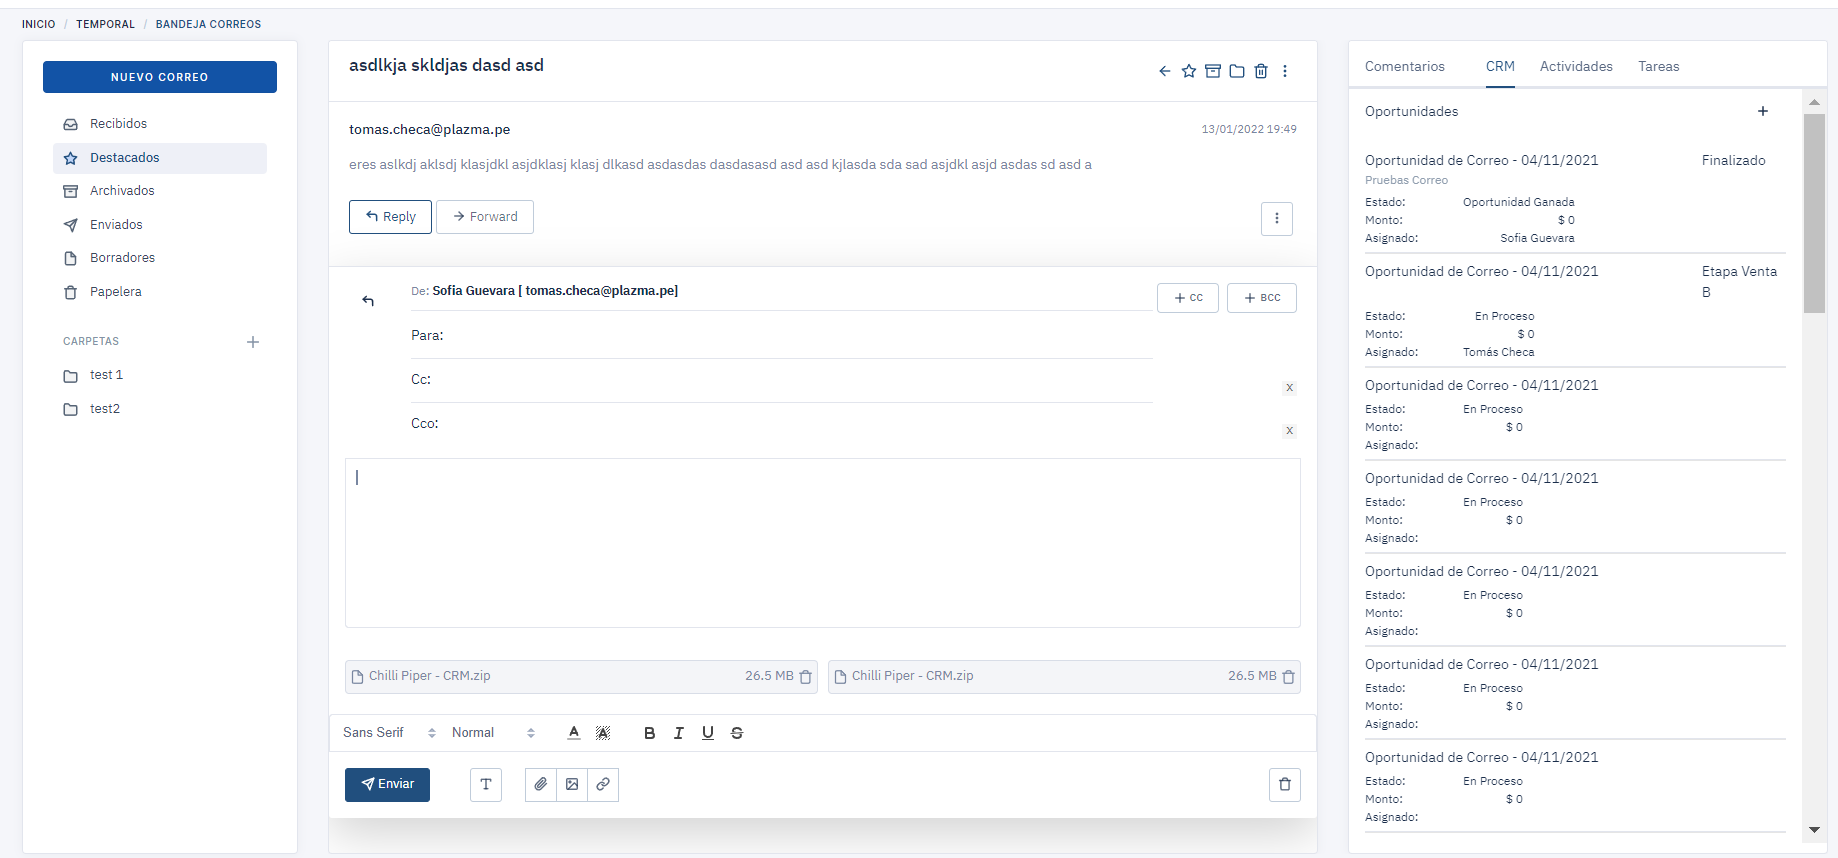 INICIO / TEMPORAL / BANDEJA CORREOS
NUEVO CORREO
Recibidos
Destacados
Archivados
Enviados
Borradores
Papelera
CARPETAS
test 1
test2
asdlkja skldjas dasd asd
tomas.checa@plazma.pe 13/01/2022 19:49
eres aslkdj aklsdj klasjdkl asjdklasj klasj dlkasd asdasdas dasdasasd asd asd kjlasda sda sad asjdkl asjd asdas sd asd a
Reply Forward
De: Sofia Guevara [ tomas.checa@plazma.pe] + CC + BCC
Para:
Cc: X
Cco: X
Chilli Piper - CRM.zip 26.5 MB Chilli Piper - CRM.zip 26.5 MB
Sans Serif Normal A A B I U S
Enviar T
Comentarios CRM Actividades Tareas
Oportunidades +
Oportunidad de Correo - 04/11/2021 Finalizado
Pruebas Correo
Estado: Oportunidad Ganada
Monto: $ 0
Asignado: Sofia Guevara
Oportunidad de Correo - 04/11/2021 Etapa Venta
B
Estado: En Proceso
Monto: $ 0
Asignado: Tomás Checa
Oportunidad de Correo - 04/11/2021
Estado: En Proceso
Monto: $ 0
Asignado:
Oportunidad de Correo - 04/11/2021
Estado: En Proceso
Monto: $ 0
Asignado:
Oportunidad de Correo - 04/11/2021
Estado: En Proceso
Monto: $ 0
Asignado:
Oportunidad de Correo - 04/11/2021
Estado: En Proceso
Monto: $ 0
Asignado:
Oportunidad de Correo - 04/11/2021
Estado: En Proceso
Monto: $ 0
Asignado: